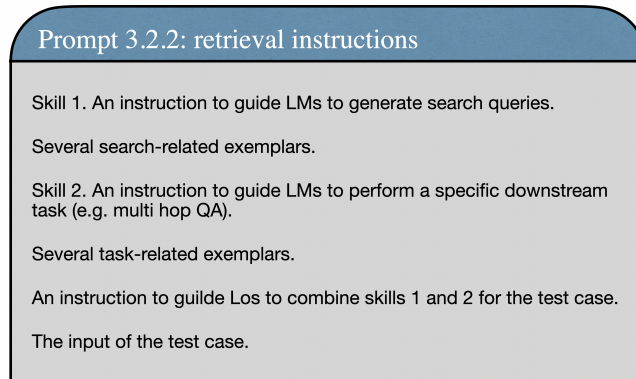 Prompt 3.2.2: retrieval instructions
Skill 1. An instruction to guide LMs to generate search queries.
Several search-related exemplars.
Skill 2. An instruction to guide LMs to perform a specific downstream
task (e.g. multi hop QA).
Several task-related exemplars.
An instruction to guilde Los to combine skills 1 and 2 for the test case.
The input of the test case.